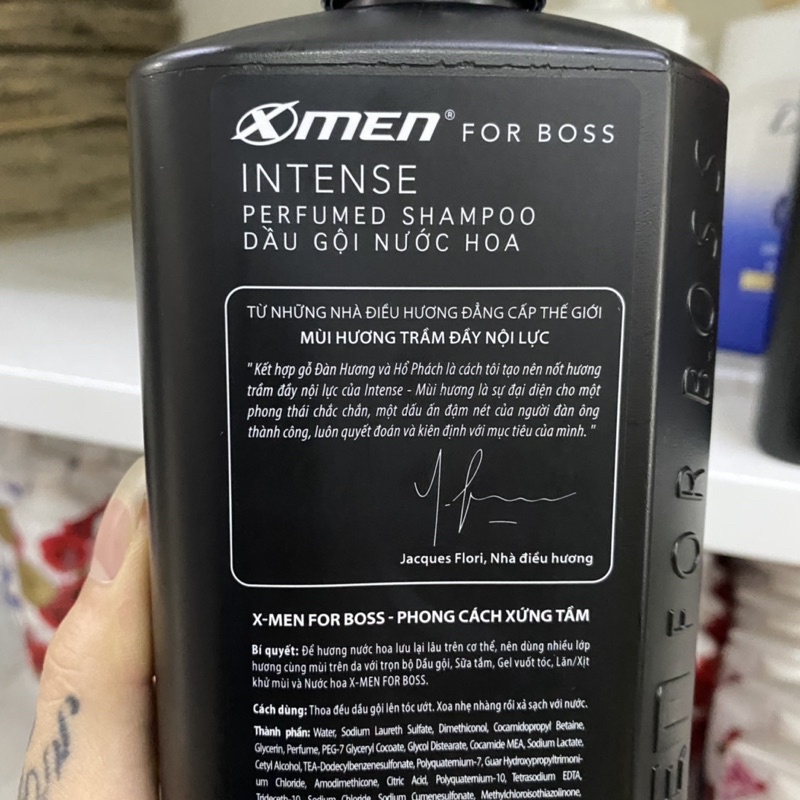 XMEN® FOR BOSS
INTENSE
PERFUMED SHAMPOO
DẦU GỘI NƯỚC HOA
TỪ NHỮNG NHÀ ĐIỀU HƯƠNG ĐẲNG CẤP THẾ GIỚI
MÙI HƯƠNG TRẦM ĐẦY NỘI LỰC
"Kết hợp gỗ Đàn Hương và Hổ Phách là cách tôi tạo nên nốt hương
trầm đầy nội lực của Intense - Mùi hương là sự đại diện cho một
phong thái chắc chắn, một dấu ấn đậm nét của người đàn ông
thành công, luôn quyết đoán và kiên định với mục tiêu của mình."
Jacques Flori, Nhà điều hương
X-MEN FOR BOSS - PHONG CÁCH XỨNG TẦM
Bí quyết: Để hương nước hoa lưu lại lâu trên cơ thể, nên dùng nhiều lớp
hương cùng mùi trên da với trọn bộ Dầu gội, Sữa tắm, Gel vuốt tóc, Lăn/Xịt
khử mùi và Nước hoa X-MEN FOR BOSS.
Cách dùng: Thoa đều dầu gội lên tóc ướt. Xoa nhẹ nhàng rồi xả sạch với nước.
Thành phần: Water, Sodium Laureth Sulfate, Dimethiconol, Cocamidopropyl Betaine,
Glycerin, Perfume, PEG-7 Glyceryl Cocoate, Glycol Distearate, Cocamide MEA, Sodium Lactate,
Cetyl Alcohol, TEA-Dodecylbenzenesulfonate, Polyquaternium-7, Guar Hydroxypropyltrimoni-
um Chloride, Amodimethicone, Citric Acid, Polyquaternium-10, Tetrasodium EDTA,
Trideceth-10, Sodium Chloride, Sodium Cumenesulfonate, Methylchloroisothiazolinone,
FOR BOSS